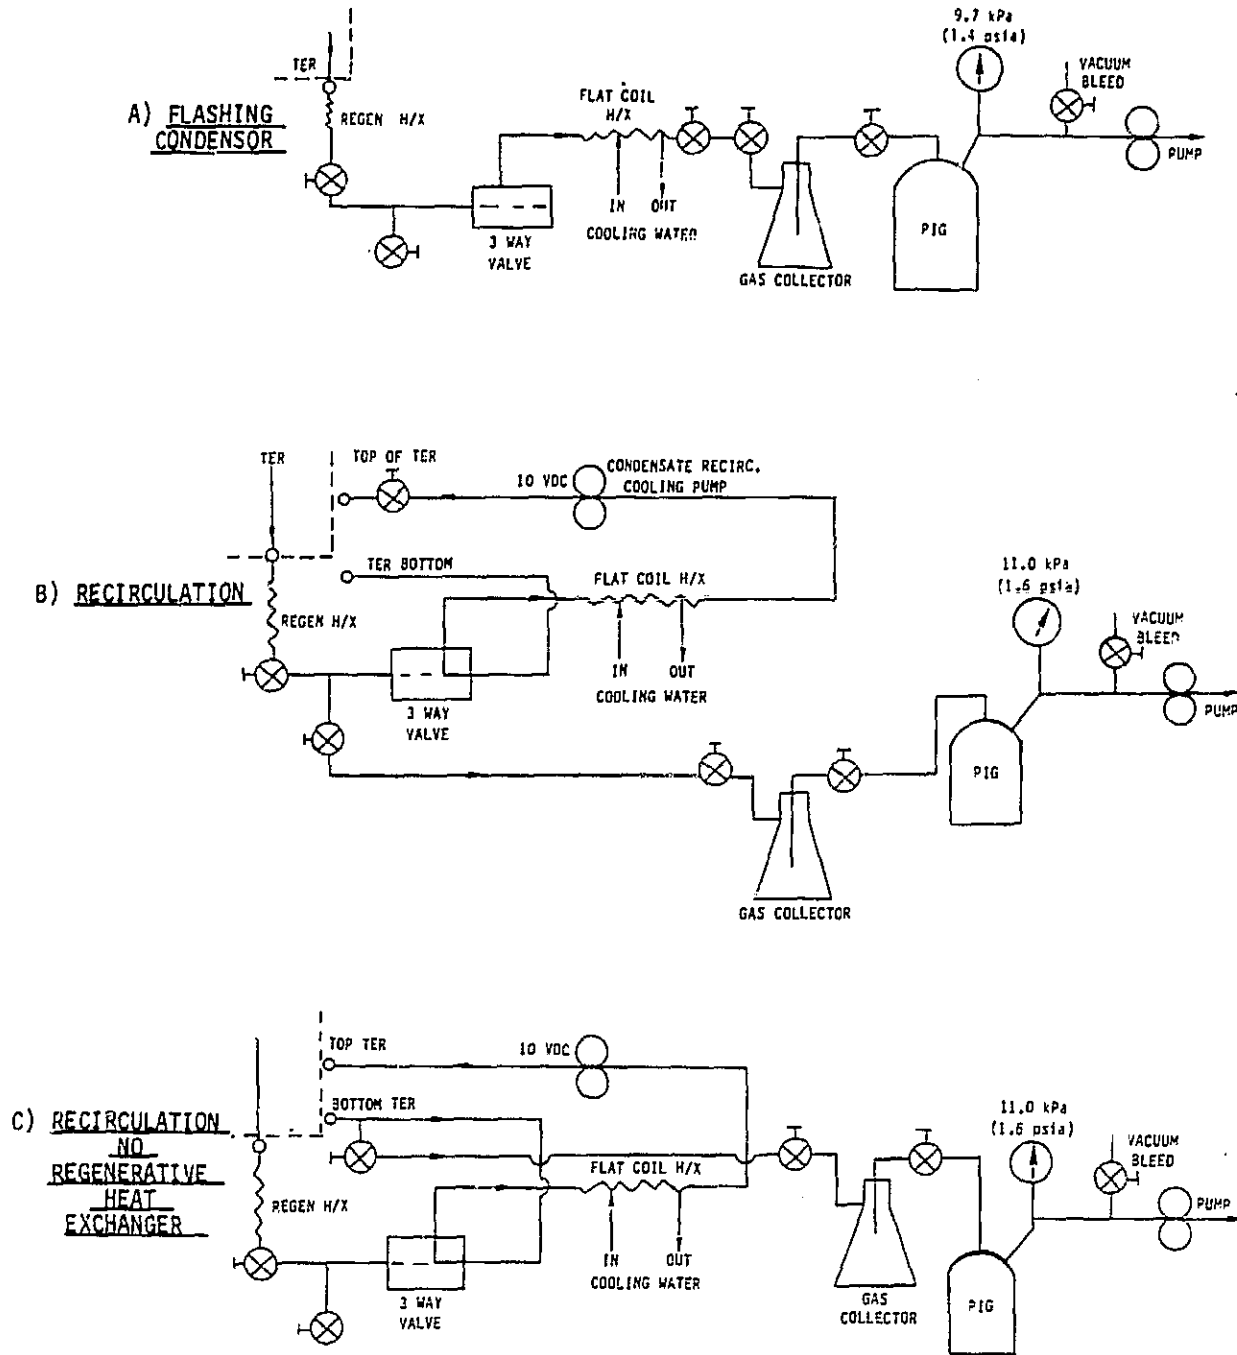 9.7 kPa
(1.4 psia)
VACUUM
BLEED
TER
FLAT COIL
H/X
A) FLASHING
CONDENSOR
REGEN H/X
PUMP
IN OUT
COOLING WATER
PIG
3 WAY
VALVE
GAS COLLECTOR
TER
TOP OF TER
10 VDC
CONDENSATE RECIRC.
COOLING PUMP
TER BOTTOM
FLAT COIL H/X
11.0 kPa
(1.6 psia)
B) RECIRCULATION
REGEN H/X
VACUUM
BLEED
IN OUT
COOLING WATER
3 WAY
VALVE
PUMP
PIG
GAS COLLECTOR
TOP TER
10 VDC
BOTTOM TER
11.0 kPa
(1.6 psia)
C) RECIRCULATION
NO
REGENERATIVE
HEAT
EXCHANGER
VACUUM
BLEED
FLAT COIL H/X
REGEN H/X
PUMP
IN OUT
COOLING WATER
3 WAY
VALVE
GAS
COLLECTOR
PIG